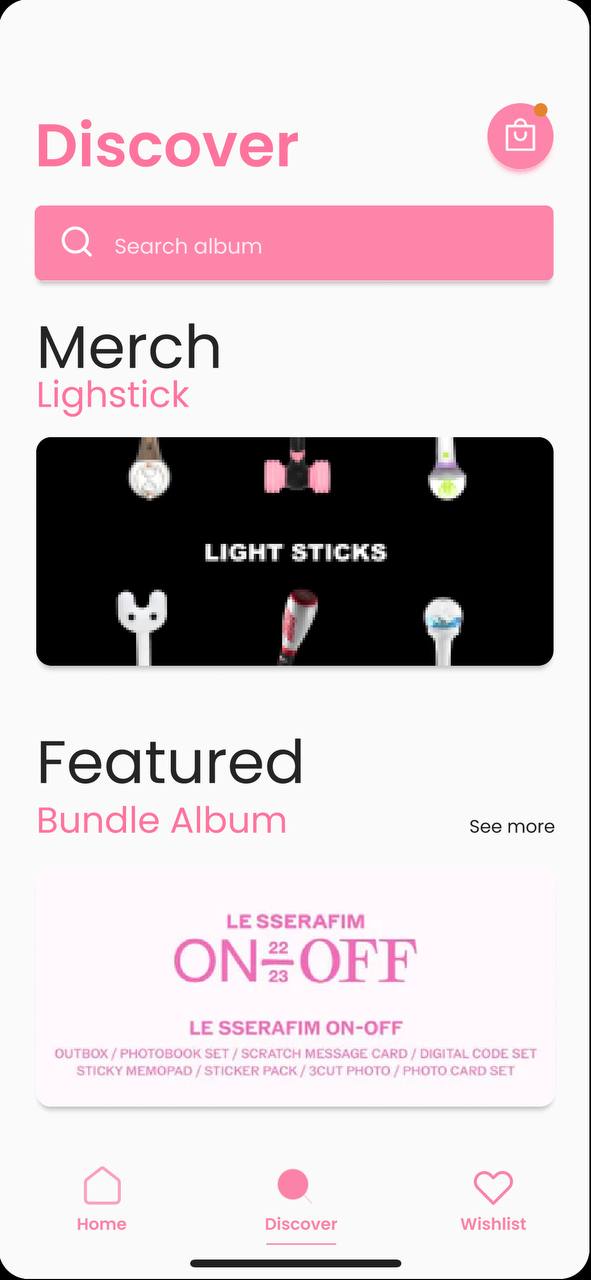 Discover
Search album
Merch
Lighstick
LIGHT STICKS
Featured
Bundle Album
See more
LE SSERAFIM
ON 22 23 OFF
LE SSERAFIM ON-OFF
OUTBOX / PHOTOBOOK SET / SCRATCH MESSAGE CARD / DIGITAL CODE SET
STICKY MEMOPAD / STICKER PACK / 3CUT PHOTO / PHOTO CARD SET
Home
Discover
Wishlist